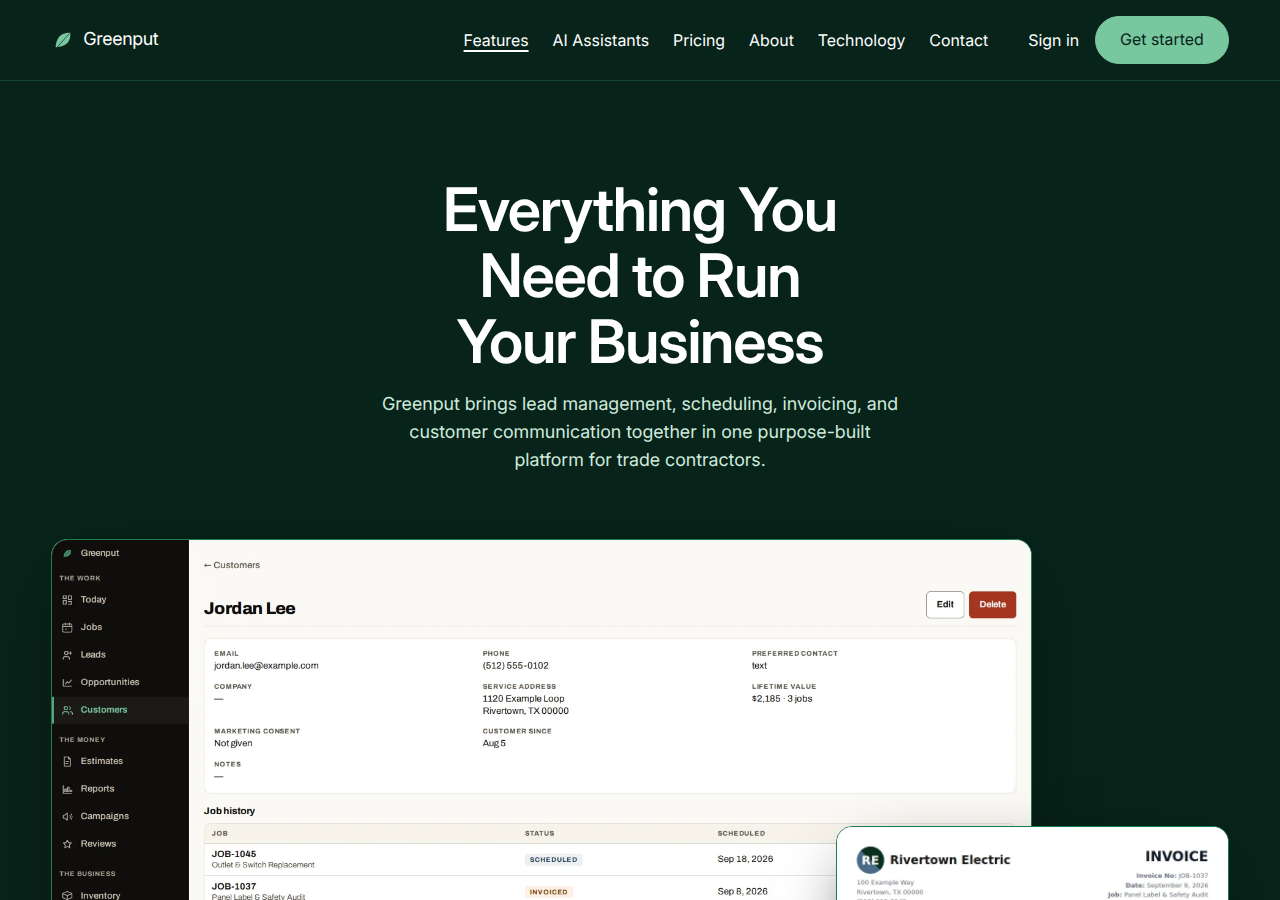 Greenput
Features AI Assistants Pricing About Technology Contact Sign in Get started
Everything You
Need to Run
Your Business
Greenput brings lead management, scheduling, invoicing, and
customer communication together in one purpose-built
platform for trade contractors.
Greenput
THE WORK
Today
Jobs
Leads
Opportunities
Customers
THE MONEY
Estimates
Reports
Campaigns
Reviews
THE BUSINESS
Inventory
← Customers
Jordan Lee
Edit Delete
EMAIL PHONE PREFERRED CONTACT
jordan.lee@example.com (512) 555-0102 text
COMPANY SERVICE ADDRESS LIFETIME VALUE
— 1120 Example Loop $2,185 · 3 jobs
Rivertown, TX 00000
MARKETING CONSENT CUSTOMER SINCE
Not given Aug 5
NOTES
—
Job history
JOB STATUS SCHEDULED
JOB-1045 SCHEDULED Sep 18, 2026
Outlet & Switch Replacement
JOB-1037 INVOICED Sep 8, 2026
Panel Label & Safety Audit
RE Rivertown Electric INVOICE
100 Example Way Invoice No: JOB-1037
Rivertown, TX 00000 Date: September 9, 2026
Job: Panel Label & Safety Audit